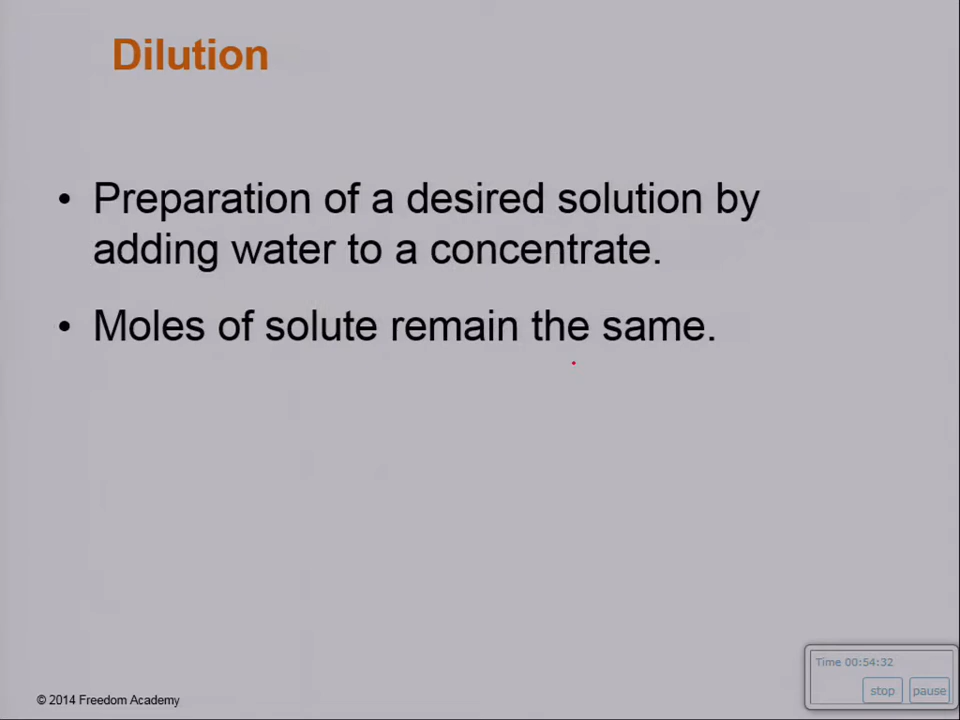 Dilution
• Preparation of a desired solution by
adding water to a concentrate.
• Moles of solute remain the same.
Time 00:54:32
stop pause
© 2014 Freedom Academy